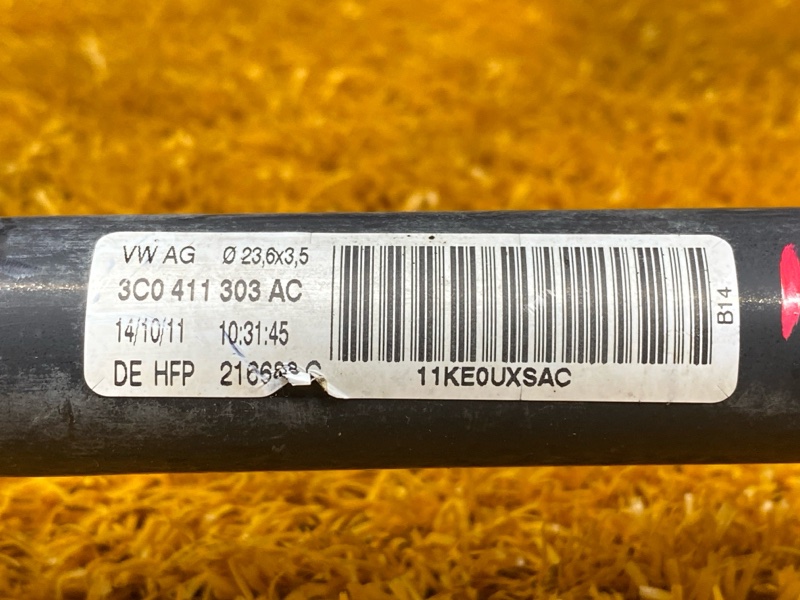 VW AG Ø 23,6x3,5
3C0 411 303 AC
14/10/11 10:31:45
DE HFP
11KE0UXSAC
B14